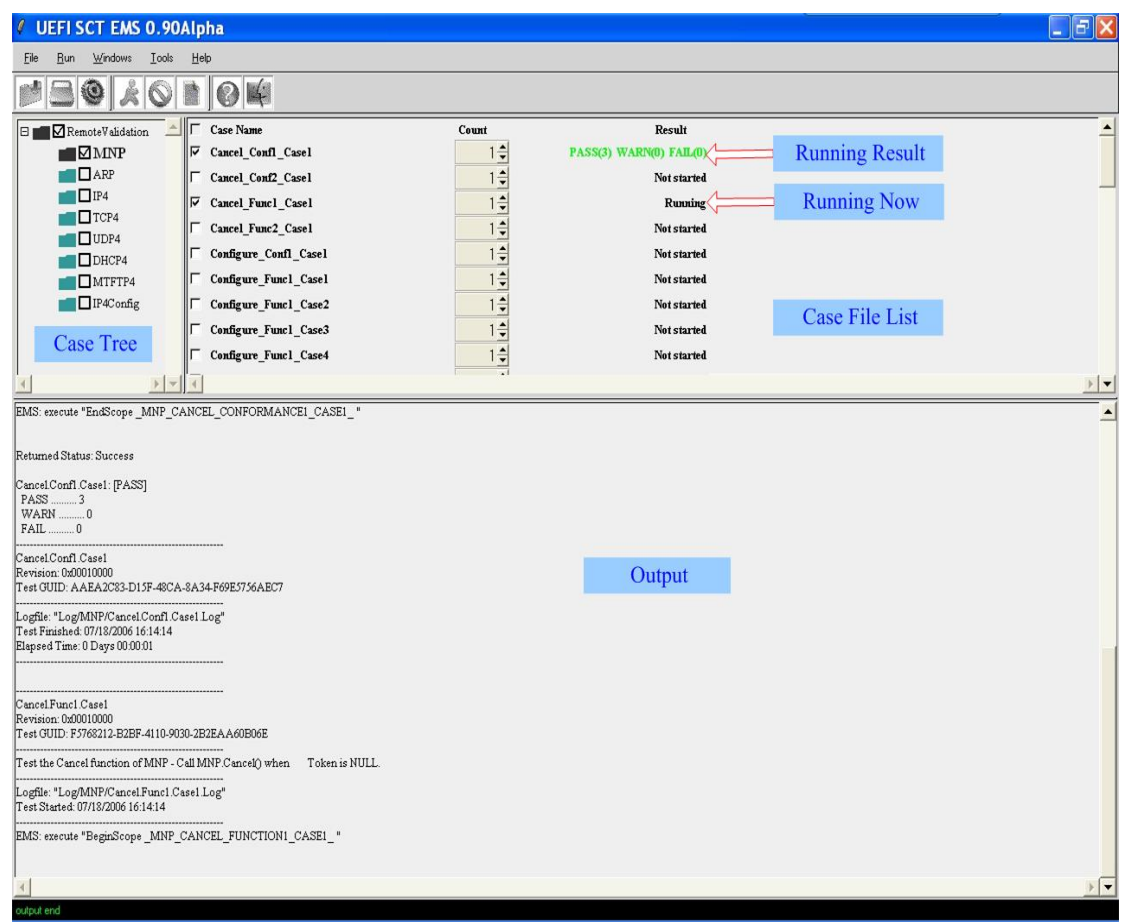 UEFI SCT EMS 0.90Alpha
File Run Windows Tools Help
RemoteValidation
MNP
ARP
IP4
TCP4
UDP4
DHCP4
MTFTP4
IP4Config
Case Tree
Case Name Count Result
Cancel_Conf1_Case1 1 PASS(3) WARN(0) FAIL(0) Running Result
Cancel_Conf2_Case1 1 Not started
Cancel_Func1_Case1 1 Running Running Now
Cancel_Func2_Case1 1 Not started
Configure_Conf1_Case1 1 Not started
Configure_Func1_Case1 1 Not started
Configure_Func1_Case2 1 Not started
Case File List
Configure_Func1_Case3 1 Not started
Configure_Func1_Case4 1 Not started
EMS: execute "EndScope _MNP_CANCEL_CONFORMANCE1_CASE1_ "
Returned Status: Success
Cancel.Conf1.Case1: [PASS]
PASS .......... 3
WARN .......... 0
FAIL .......... 0
------------------------------------------------------------
Cancel.Conf1.Case1
Revision: 0x00010000
Test GUID: AAEA2C83-D15F-48CA-8A34-F69E5756AEC7
------------------------------------------------------------
Logfile: "Log/MNP/Cancel.Conf1.Case1.Log"
Test Finished: 07/18/2006 16:14:14
Elapsed Time: 0 Days 00:00:01
------------------------------------------------------------
------------------------------------------------------------
Cancel.Func1.Case1
Revision: 0x00010000
Test GUID: F5768212-B2BF-4110-9030-2B2EAA60B06E
------------------------------------------------------------
Test the Cancel function of MNP - Call MNP.Cancel() when Token is NULL.
------------------------------------------------------------
Logfile: "Log/MNP/Cancel.Func1.Case1.Log"
Test Started: 07/18/2006 16:14:14
------------------------------------------------------------
EMS: execute "BeginScope _MNP_CANCEL_FUNCTION1_CASE1_ "
Output
output end